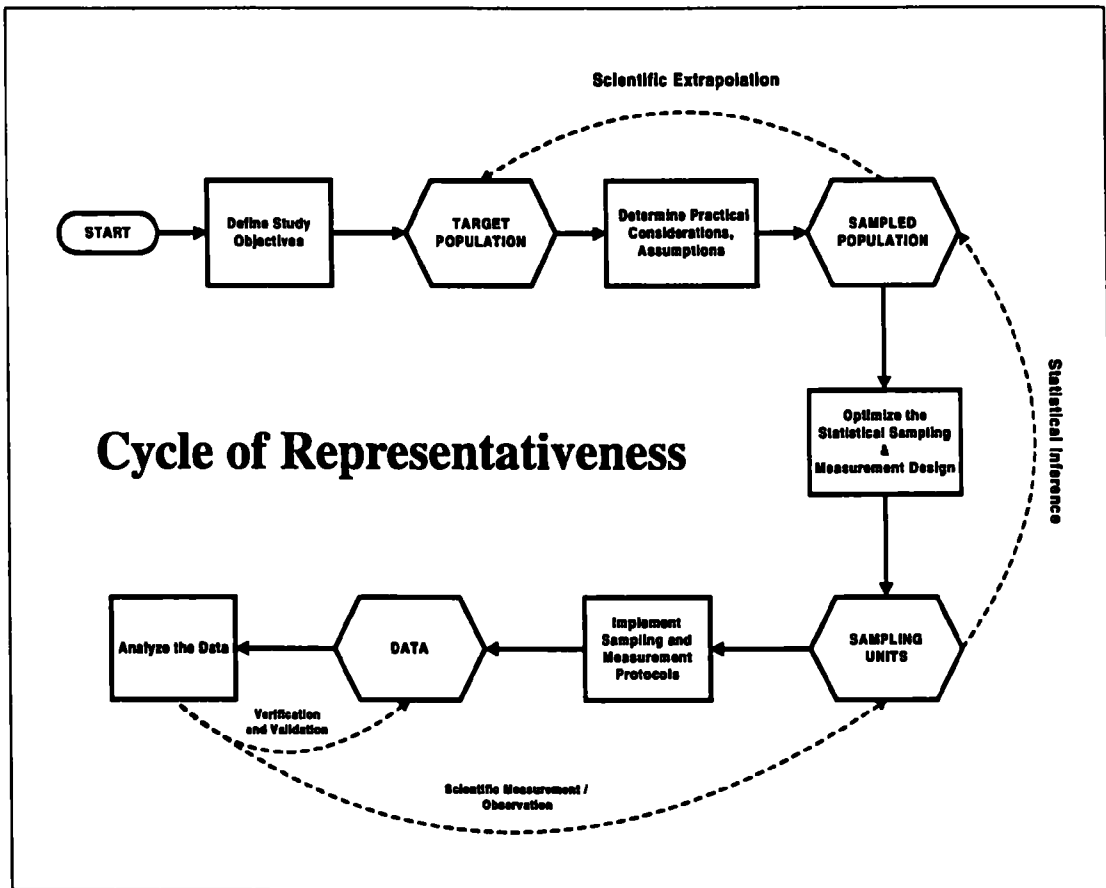 Scientific Extrapolation
START
Define Study
Objectives
TARGET
POPULATION
Determine Practical
Considerations,
Assumptions
SAMPLED
POPULATION
Optimize the
Statistical Sampling
&
Measurement Design
Statistical Inference
Cycle of Representativeness
Analyze the Data
DATA
Implement
Sampling and
Measurement
Protocols
SAMPLING
UNITS
Verification
and Validation
Scientific Measurement /
Observation